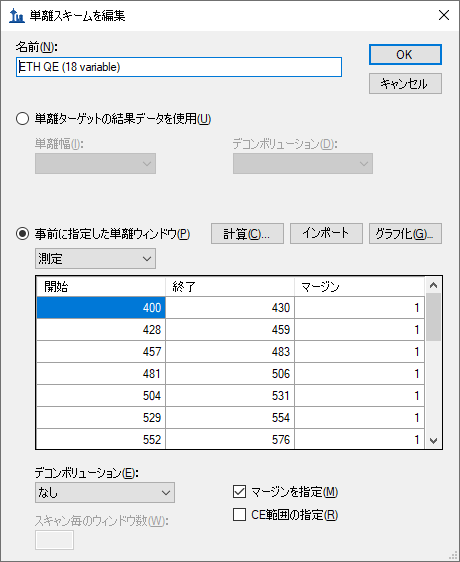 単離スキームを編集
名前(N):
ETH QE (18 variable)
OK
キャンセル
単離ターゲットの結果データを使用(U)
単離幅(I):
デコンボリューション(D):
事前に指定した単離ウィンドウ(P)
計算(C)...
インポート
グラフ化(G)...
測定
開始 終了 マージン
400 430 1
428 459 1
457 483 1
481 506 1
504 531 1
529 554 1
552 576 1
デコンボリューション(E):
なし
マージンを指定(M)
スキャン毎のウィンドウ数(W):
CE範囲の指定(R)